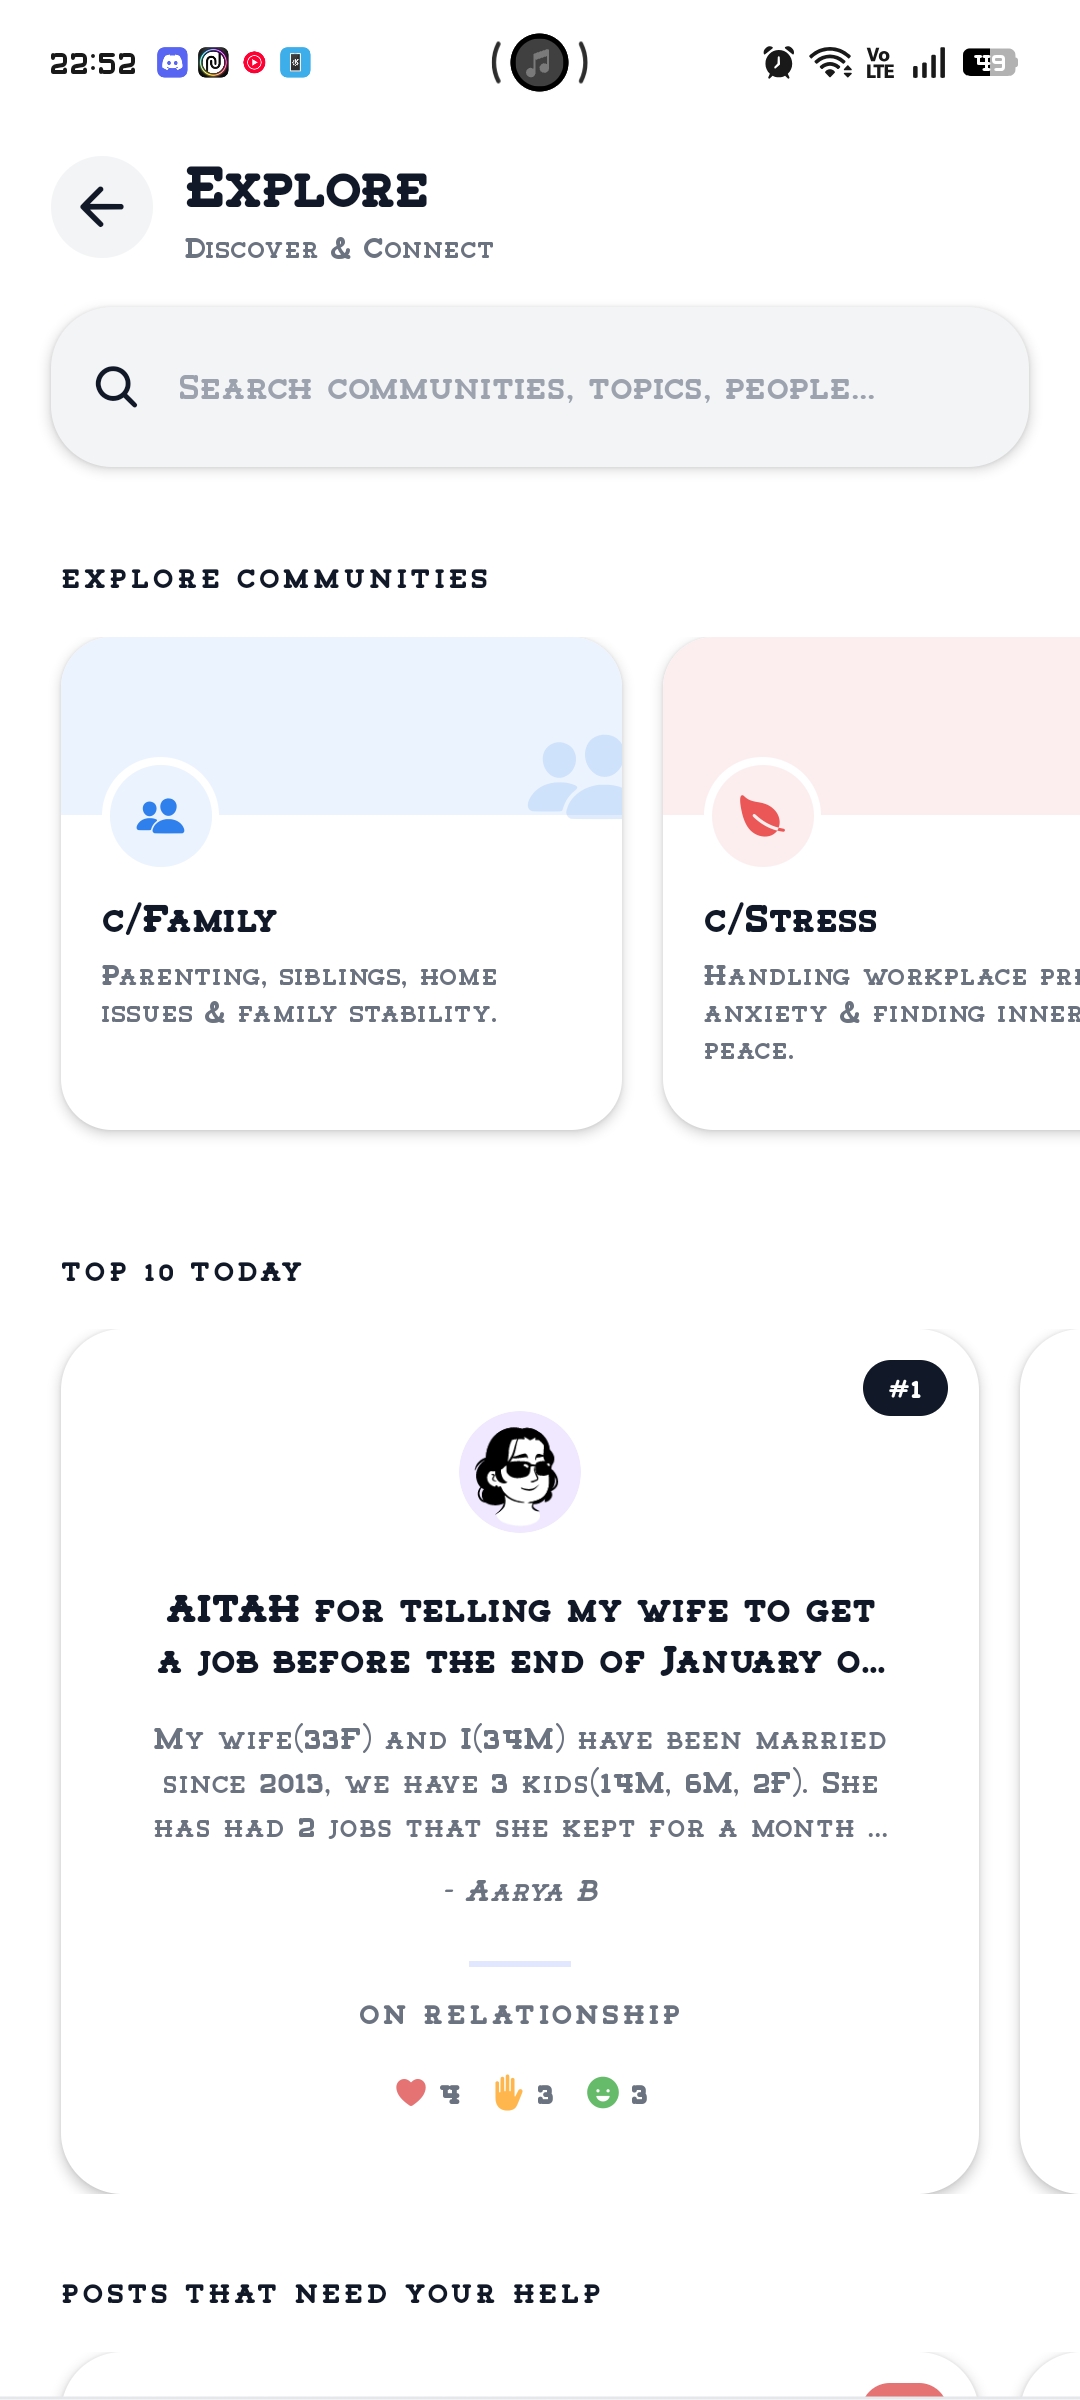 22:52
Vo
LTE
49
Explore
Discover & Connect
Search communities, topics, people...
EXPLORE COMMUNITIES
c/Family
Parenting, siblings, home
issues & family stability.
c/Stress
Handling workplace
anxiety & finding inner
peace.
TOP 10 TODAY
#1
AITAH for telling my wife to get
a job before the end of January o...
My wife(33F) and I(34M) have been married
since 2013, we have 3 kids(14M, 6M, 2F). She
has had 2 jobs that she kept for a month ...
- Aarya B
ON RELATIONSHIP
4 3 3
POSTS THAT NEED YOUR HELP